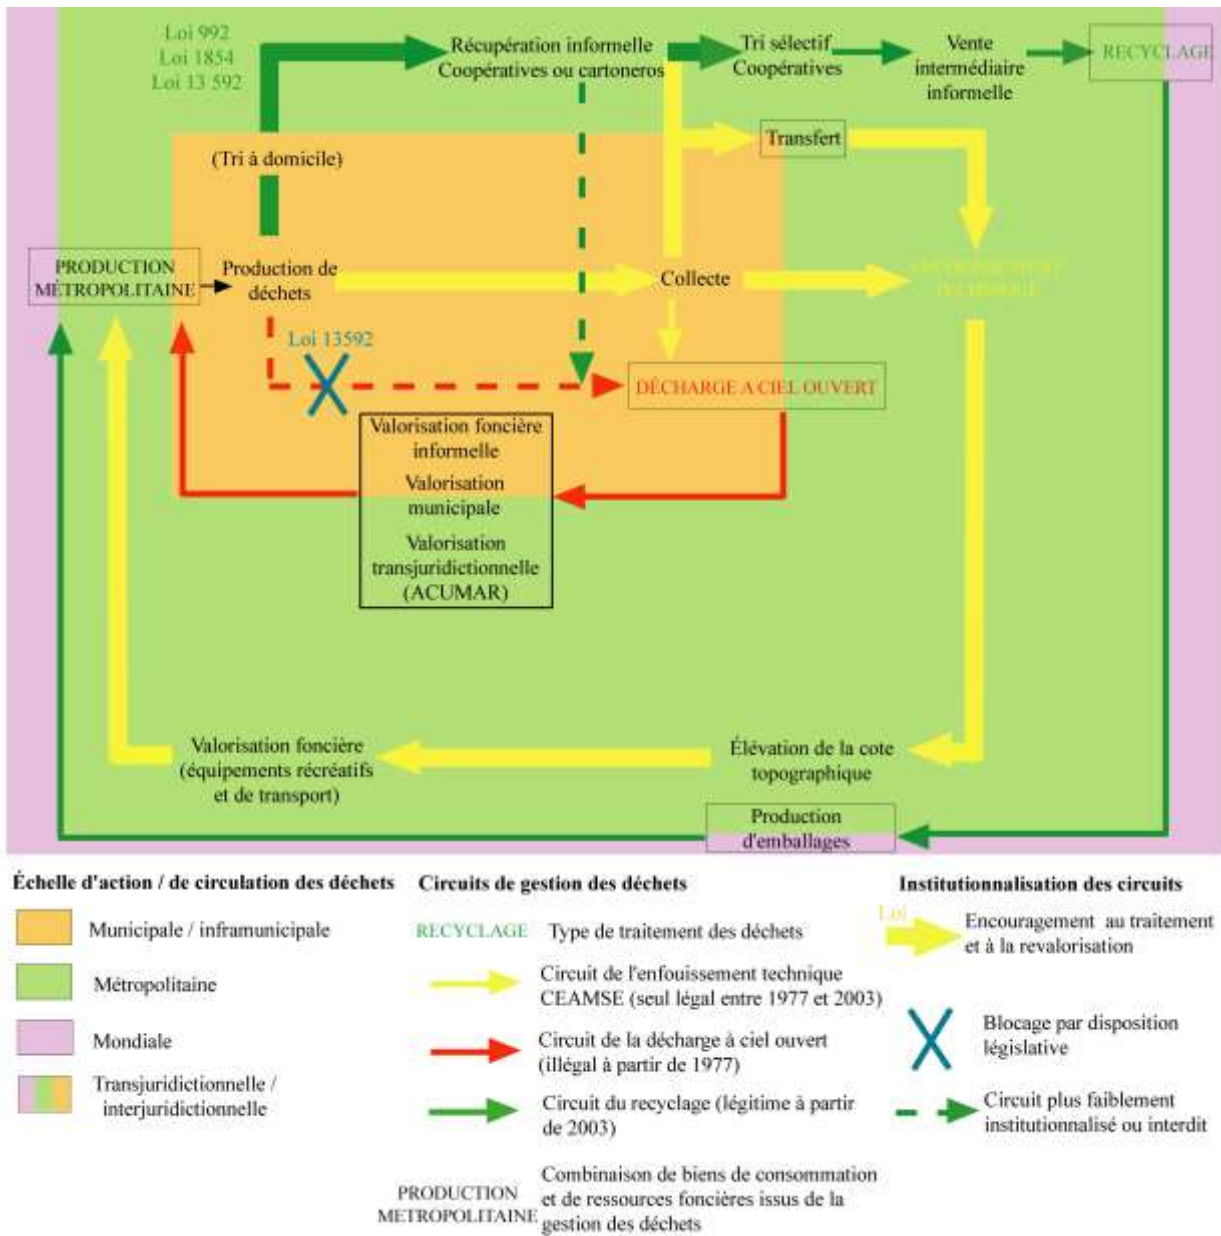 Loi 992
Loi 1854
Loi 13 592
Récupération informelle
Coopératives ou cartoneros
Tri sélectif
Coopératives
Vente
intermédiaire
informelle
RECYCLAGE
(Tri à domicile)
Transfert
PRODUCTION
MÉTROPOLITAINE
Production de
déchets
Collecte
TECHNIQUE
Loi 13592
DÉCHARGE A CIEL OUVERT
Valorisation foncière
informelle
Valorisation
municipale
Valorisation
transjuridictionnelle
(ACUMAR)
Valorisation foncière
(équipements récréatifs
et de transport)
Élévation de la cote
topographique
Production
d'emballages
Échelle d'action / de circulation des déchets
Municipale / inframunicipale
Métropolitaine
Mondiale
Transjuridictionnelle /
interjuridictionnelle
Circuits de gestion des déchets
RECYCLAGE
Type de traitement des déchets
Circuit de l'enfouissement technique
CEAMSE (seul légal entre 1977 et 2003)
Circuit de la décharge à ciel ouvert
(illégal à partir de 1977)
Circuit du recyclage (légitime à partir
de 2003)
PRODUCTION
METROPOLITAINE
Combinaison de biens de consommation
et de ressources foncières issus de la
gestion des déchets
Institutionnalisation des circuits
Loi
Encouragement au traitement
et à la revalorisation
Blocage par disposition
législative
Circuit plus faiblement
institutionnalisé ou interdit